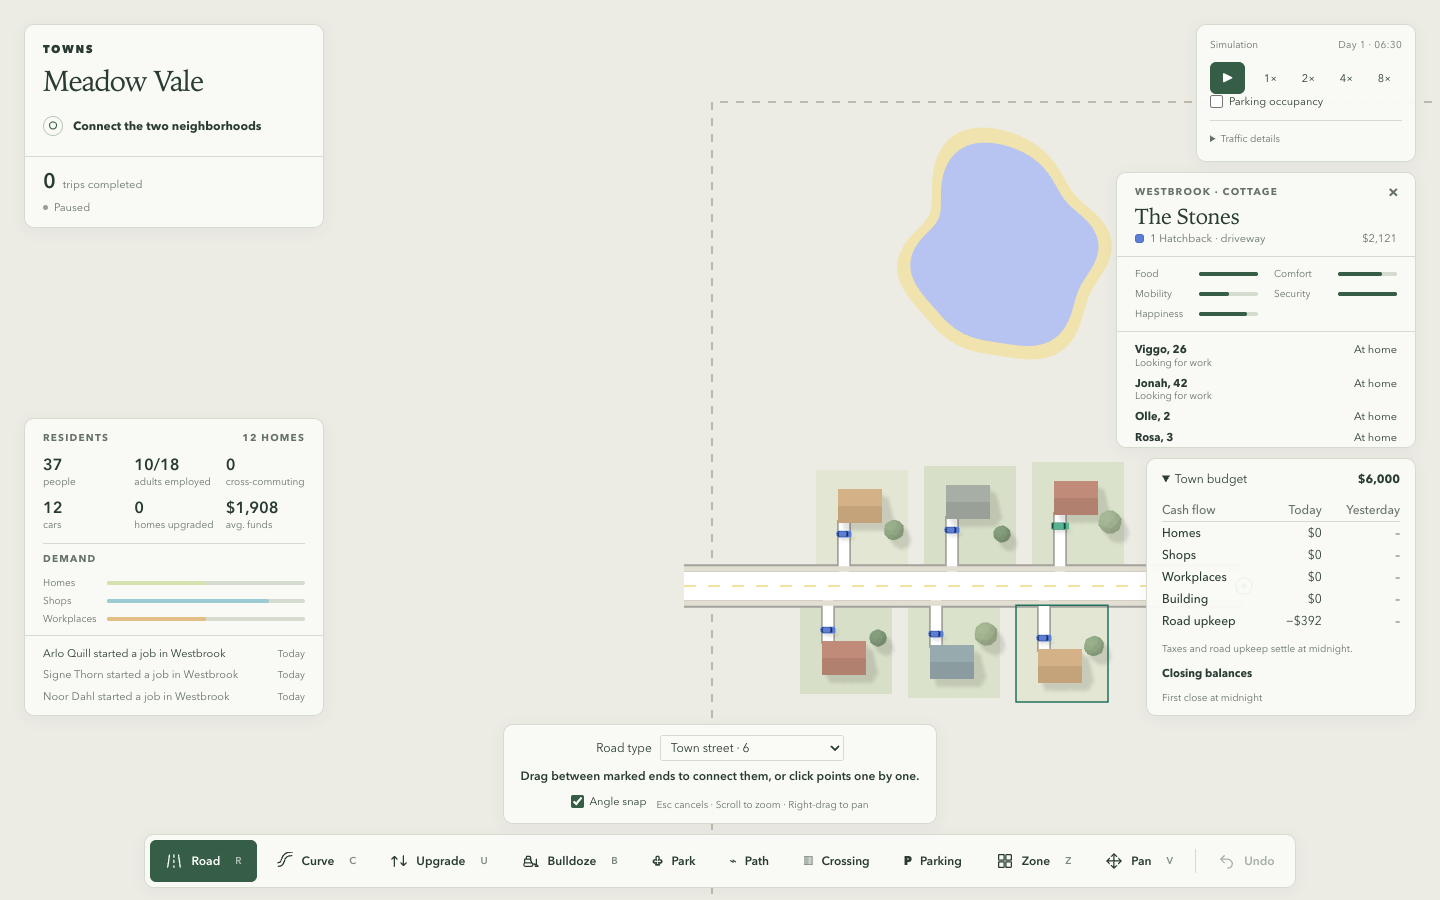 TOWNS
Meadow Vale
Connect the two neighborhoods
0 trips completed
Paused
Simulation Day 1 · 06:30
1× 2× 4× 8×
Parking occupancy
Traffic details
WESTBROOK · COTTAGE
The Stones
1 Hatchback · driveway $2,121
Food Comfort
Mobility Security
Happiness
Viggo, 26 At home
Looking for work
Jonah, 42 At home
Looking for work
Olle, 2 At home
Rosa, 3 At home
RESIDENTS 12 HOMES
37 10/18 0
people adults employed cross-commuting
12 0 $1,908
cars homes upgraded avg. funds
DEMAND
Homes
Shops
Workplaces
Arlo Quill started a job in Westbrook Today
Signe Thorn started a job in Westbrook Today
Noor Dahl started a job in Westbrook Today
Town budget $6,000
Cash flow Today Yesterday
Homes $0 –
Shops $0 –
Workplaces $0 –
Building $0 –
Road upkeep −$392 –
Taxes and road upkeep settle at midnight.
Closing balances
First close at midnight
Road type Town street · 6
Drag between marked ends to connect them, or click points one by one.
Angle snap Esc cancels · Scroll to zoom · Right-drag to pan
Road R Curve C Upgrade U Bulldoze B Park Path Crossing P Parking Zone Z Pan V Undo